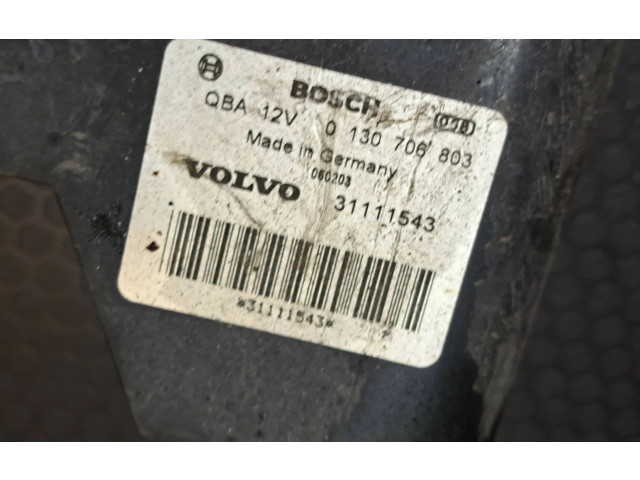 BOSCH
QBA 12V 0 130 706 803
Made in Germany
060203
VOLVO 31111543
*31111543*